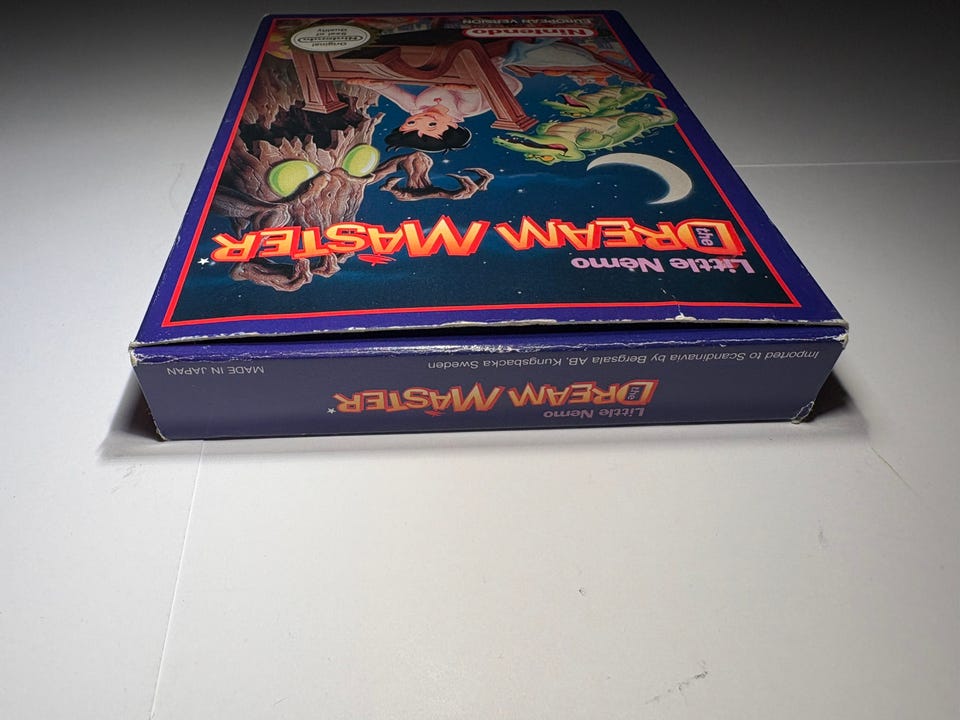 Little Nemo
the
DREAM MASTER
Nintendo
EUROPEAN VERSION
Original
Nintendo
Seal of
Quality
Little Nemo
the
DREAM MASTER
Imported to Scandinavia by Bergsala AB, Kungsbacka Sweden
MADE IN JAPAN